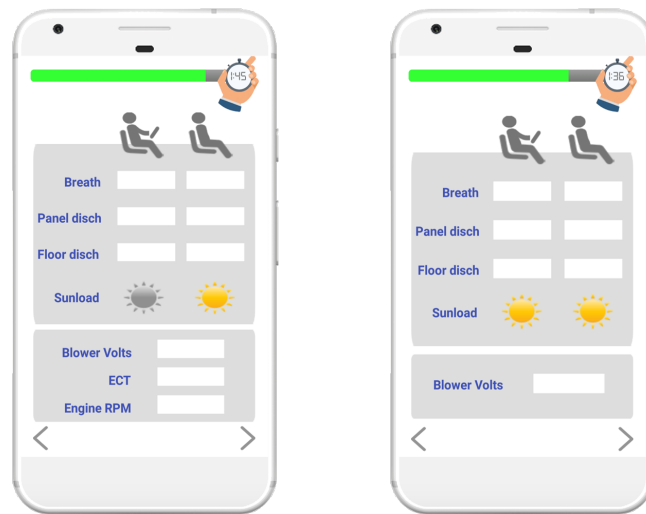 1:45
Breath
Panel disch
Floor disch
Sunload
Blower Volts
ECT
Engine RPM
1:36
Breath
Panel disch
Floor disch
Sunload
Blower Volts